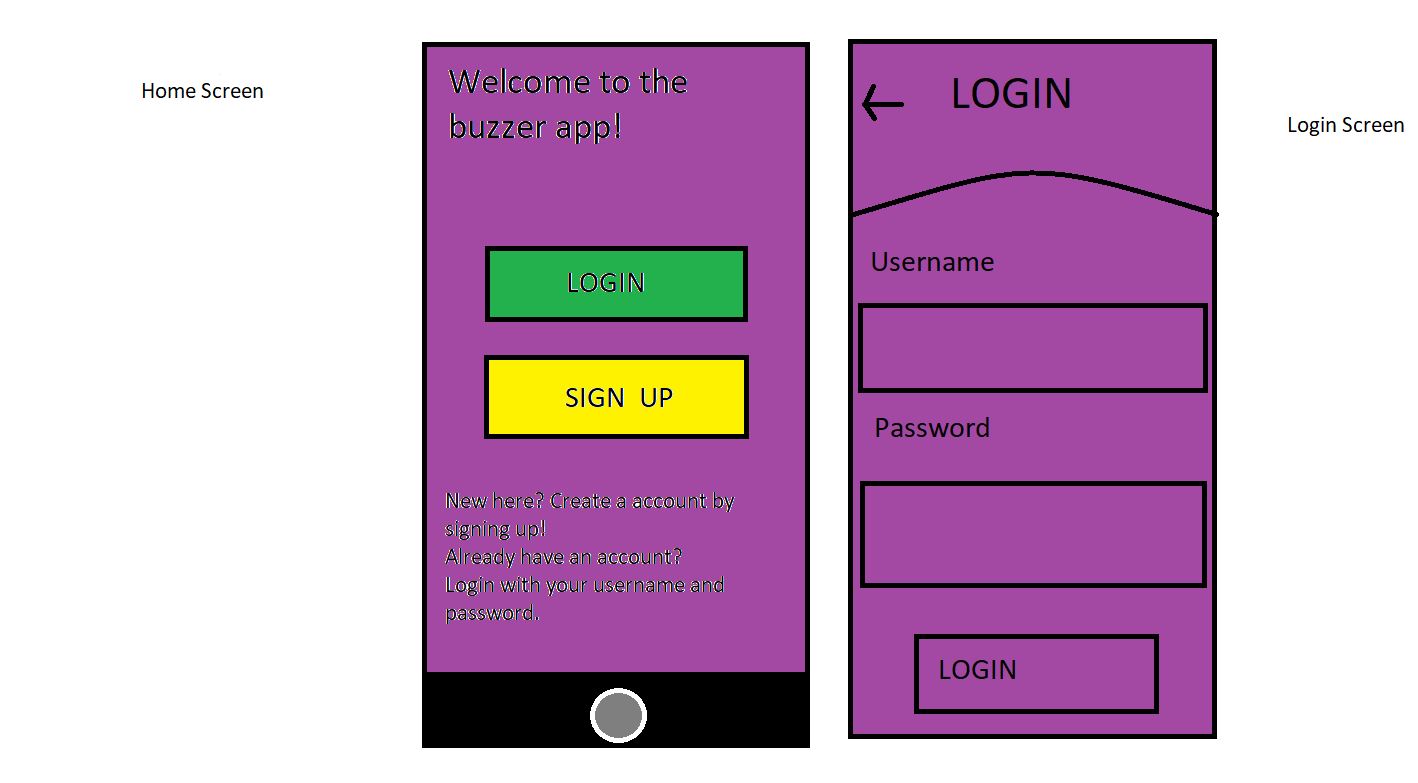 Home Screen
Welcome to the
buzzer app!
LOGIN
SIGN UP
New here? Create a account by
signing up!
Already have an account?
Login with your username and
password.
LOGIN
Username
Password
LOGIN
Login Screen